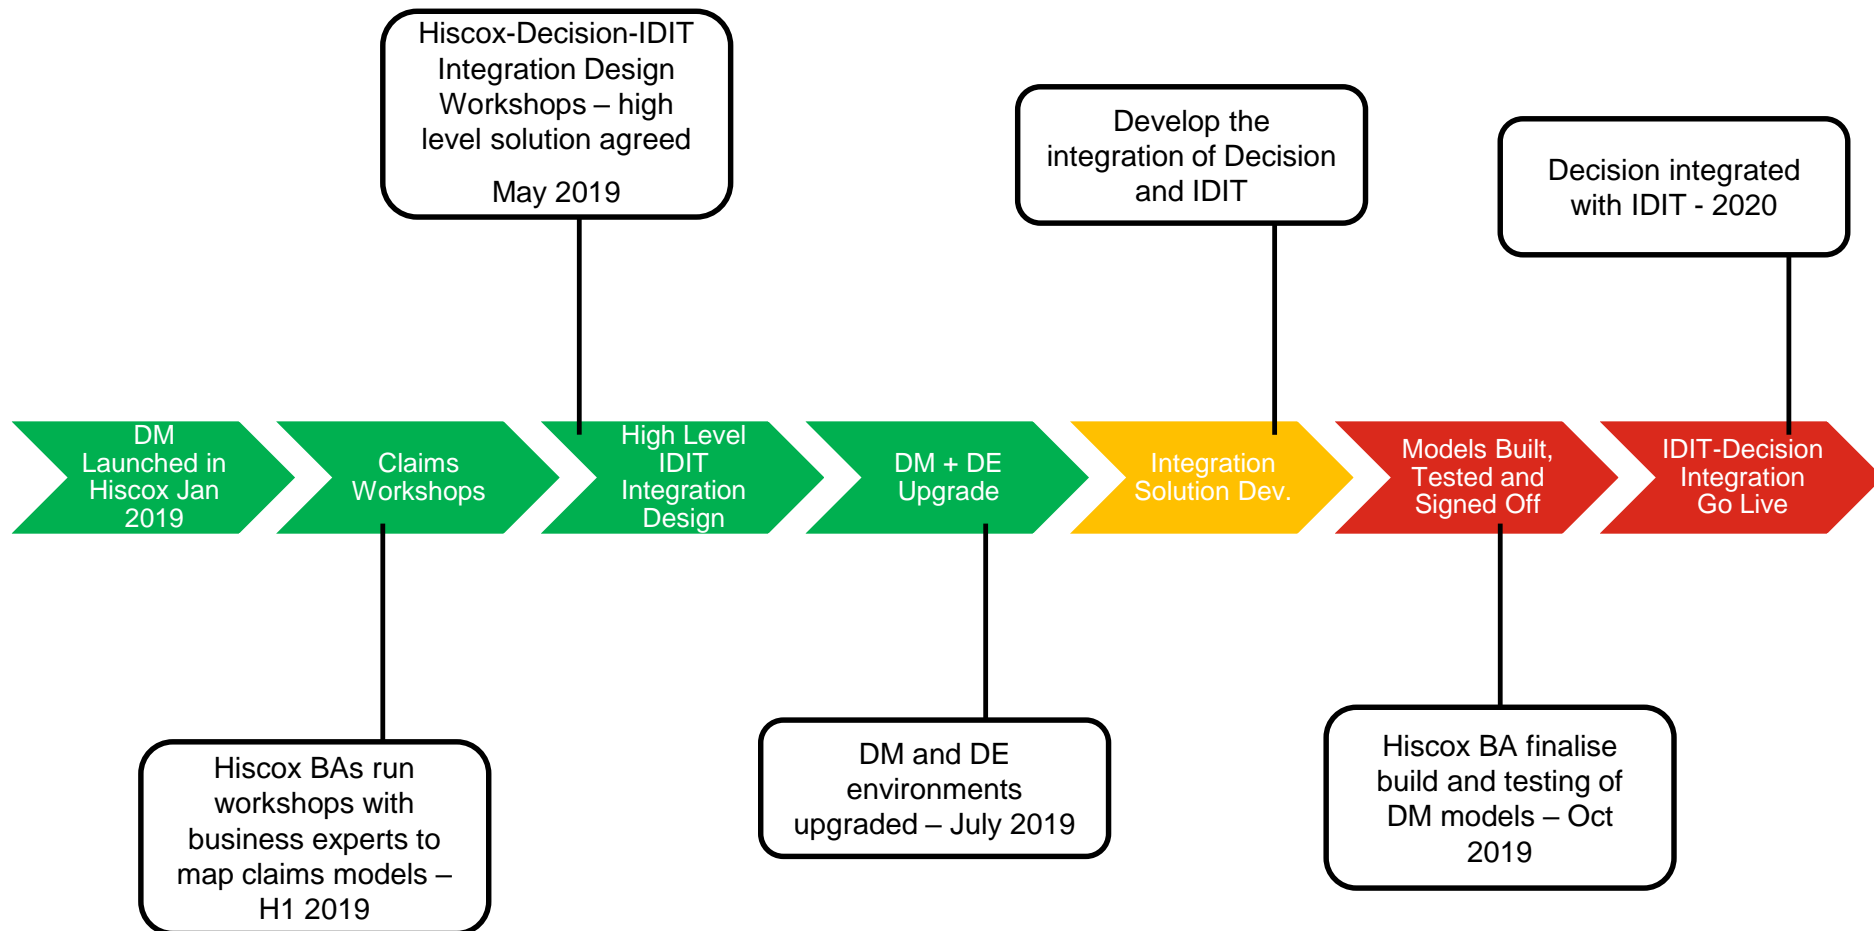 Hiscox-Decision-IDIT
Integration Design
Workshops – high
level solution agreed
May 2019
Develop the
integration of Decision
and IDIT
Decision integrated
with IDIT - 2020
DM
Launched in
Hiscox Jan
2019
Claims
Workshops
High Level
IDIT
Integration
Design
DM + DE
Upgrade
Integration
Solution Dev.
Models Built,
Tested and
Signed Off
IDIT-Decision
Integration
Go Live
Hiscox BAs run
workshops with
business experts to
map claims models –
H1 2019
DM and DE
environments
upgraded – July 2019
Hiscox BA finalise
build and testing of
DM models – Oct
2019